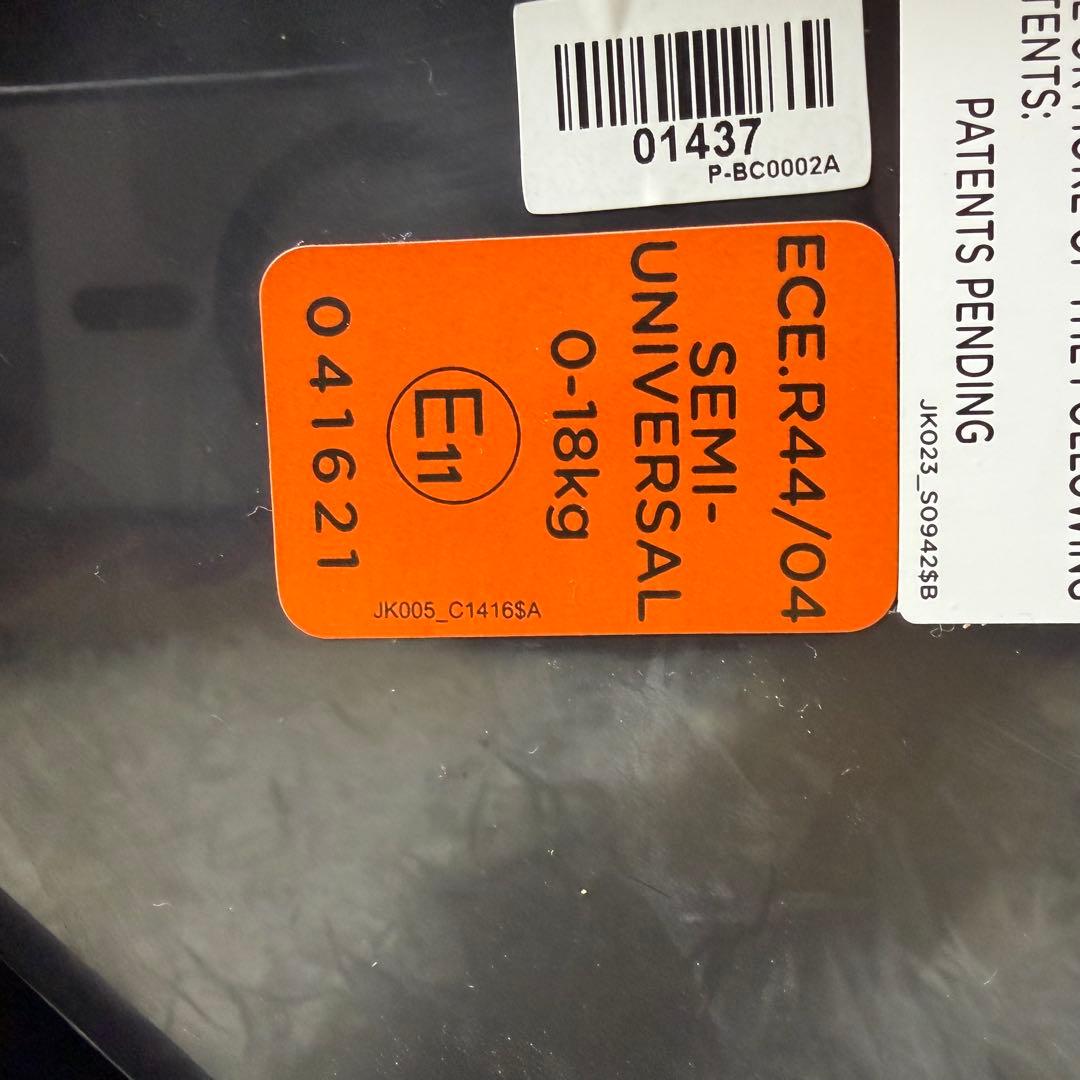 01437
P-BC0002A
ECE.R44/04
SEMI-
UNIVERSAL
0-18kg
E11
041621
JK005_C1416$A
PATENTS PENDING
JK023_S0942$B